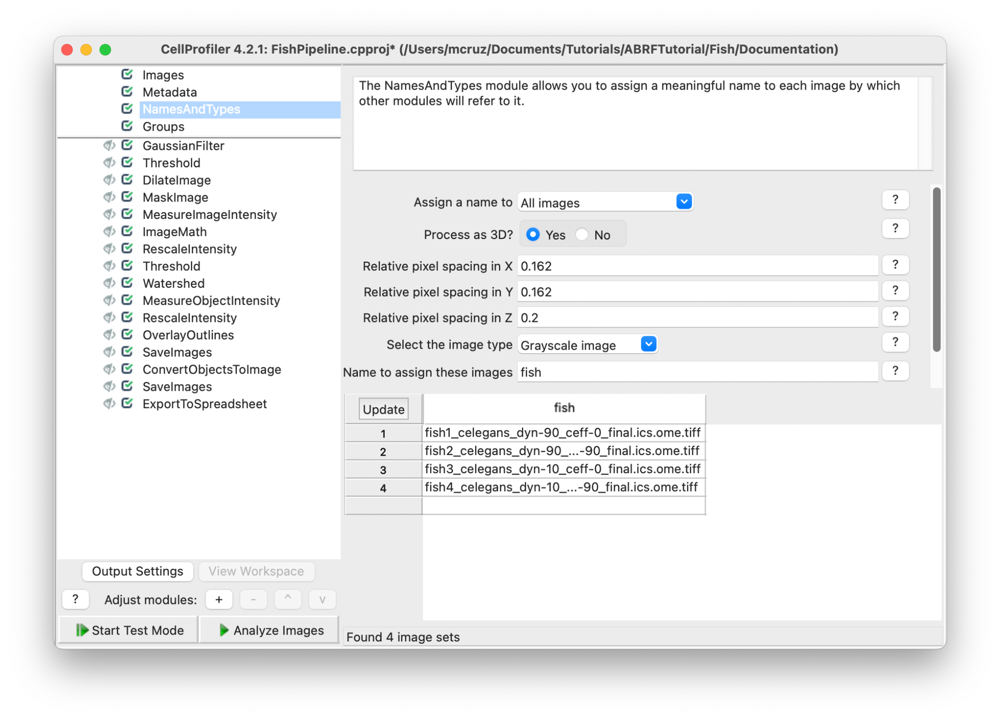 CellProfiler 4.2.1: FishPipeline.cpproj* (/Users/mcruz/Documents/Tutorials/ABRFTutorial/Fish/Documentation)
Images
Metadata
NamesAndTypes
Groups
GaussianFilter
Threshold
DilateImage
MaskImage
MeasureImageIntensity
ImageMath
RescaleIntensity
Threshold
Watershed
MeasureObjectIntensity
RescaleIntensity
OverlayOutlines
SaveImages
ConvertObjectsToImage
SaveImages
ExportToSpreadsheet
Output Settings View Workspace
? Adjust modules: + - ^ v
Start Test Mode Analyze Images
The NamesAndTypes module allows you to assign a meaningful name to each image by which
other modules will refer to it.
Assign a name to All images ?
Process as 3D? Yes No ?
Relative pixel spacing in X 0.162 ?
Relative pixel spacing in Y 0.162 ?
Relative pixel spacing in Z 0.2 ?
Select the image type Grayscale image ?
Name to assign these images fish ?
Update fish
1 fish1_celegans_dyn-90_ceff-0_final.ics.ome.tiff
2 fish2_celegans_dyn-90_...-90_final.ics.ome.tiff
3 fish3_celegans_dyn-10_ceff-0_final.ics.ome.tiff
4 fish4_celegans_dyn-10_...-90_final.ics.ome.tiff
Found 4 image sets